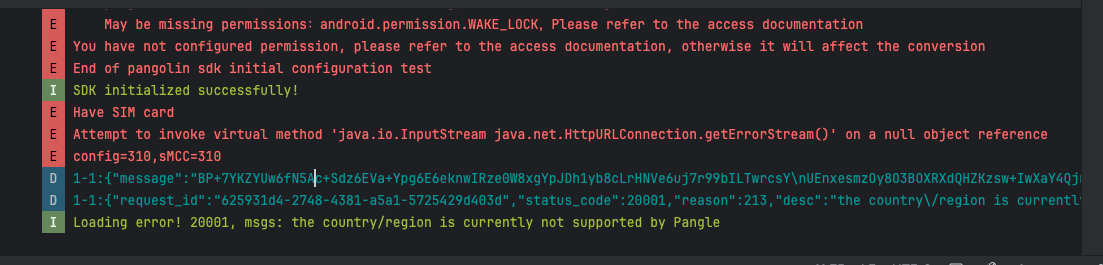 E May be missing permissions: android.permission.WAKE_LOCK, Please refer to the access documentation
E You have not configured permission, please refer to the access documentation, otherwise it will affect the conversion
E End of pangolin sdk initial configuration test
I SDK initialized successfully!
E Have SIM card
E Attempt to invoke virtual method 'java.io.InputStream java.net.HttpURLConnection.getErrorStream()' on a null object reference
E config=310,sMCC=310
D 1-1:{"message":"BP+7YKZYUw6fN5Ac+Sdz6EVa+Ypg6E6eknwIRze0W8xgYpJDh1yb8cLrHNVe6uj7r99bILTwrcsY\nUEnxesmzOy8O3BOXRXdQHZKzsw+IwXaY4Qj
D 1-1:{"request_id":"625931d4-2748-4381-a5a1-5725429d403d","status_code":20001,"reason":213,"desc":"the country\/region is currentl
I Loading error! 20001, msgs: the country/region is currently not supported by Pangle